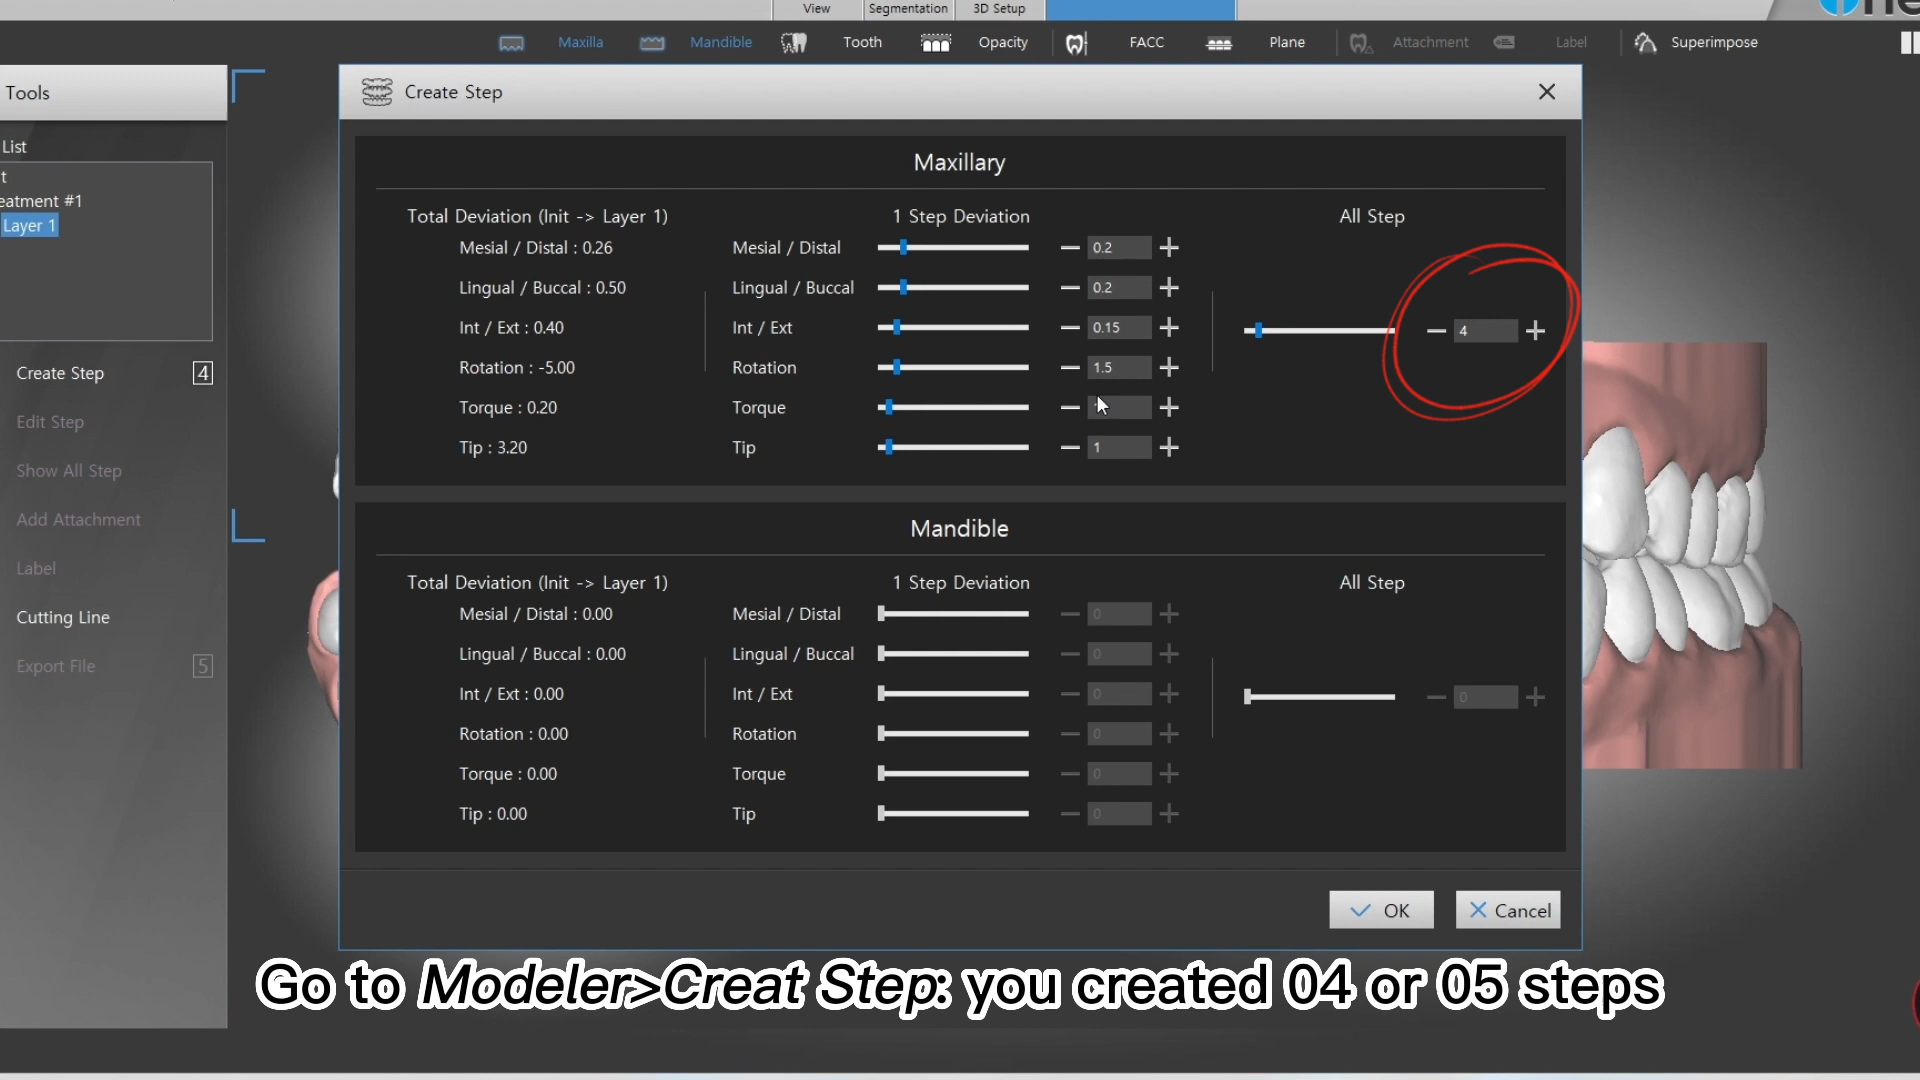 View
Segmentation
3D Setup
Maxilla
Mandible
Tooth
Opacity
FACC
Plane
Attachment
Label
Superimpose
Tools
List
t
eatment #1
Layer 1
Create Step 4
Edit Step
Show All Step
Add Attachment
Label
Cutting Line
Export File 5
Create Step
Maxillary
Total Deviation (Init -> Layer 1)
1 Step Deviation
All Step
Mesial / Distal : 0.26
Mesial / Distal
0.2
Lingual / Buccal : 0.50
Lingual / Buccal
0.2
Int / Ext : 0.40
Int / Ext
0.15
4
Rotation : -5.00
Rotation
1.5
Torque : 0.20
Torque
Tip : 3.20
Tip
1
Mandible
Total Deviation (Init -> Layer 1)
1 Step Deviation
All Step
Mesial / Distal : 0.00
Mesial / Distal
0
Lingual / Buccal : 0.00
Lingual / Buccal
0
Int / Ext : 0.00
Int / Ext
0
0
Rotation : 0.00
Rotation
0
Torque : 0.00
Torque
0
Tip : 0.00
Tip
0
OK
Cancel
Go to Modeler>Creat Step: you created 04 or 05 steps